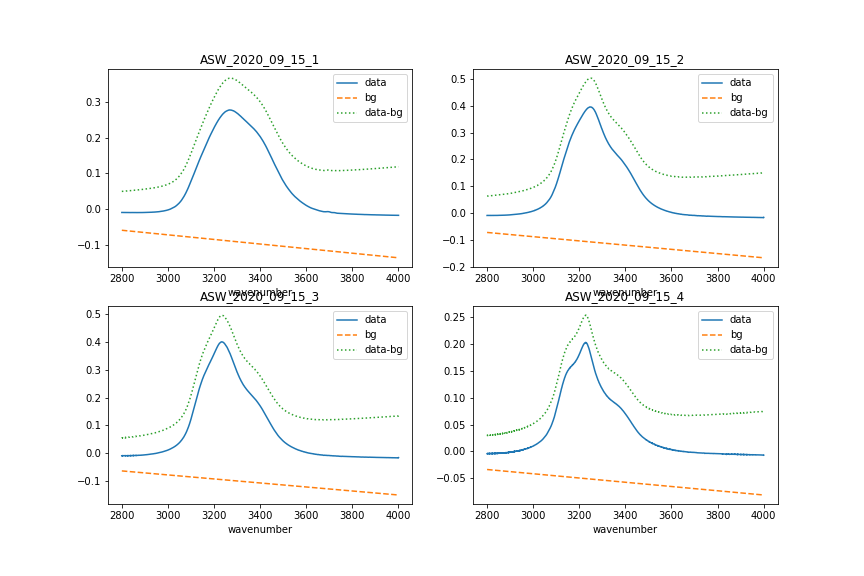 ASW_2020_09_15_1
data
bg
data-bg
0.3
0.2
0.1
0.0
−0.1
2800 3000 3200 3400 3600 3800 4000
wavenumber
ASW_2020_09_15_2
data
bg
data-bg
0.5
0.4
0.3
0.2
0.1
0.0
−0.1
−0.2
2800 3000 3200 3400 3600 3800 4000
wavenumber
ASW_2020_09_15_3
data
bg
data-bg
0.5
0.4
0.3
0.2
0.1
0.0
−0.1
2800 3000 3200 3400 3600 3800 4000
wavenumber
ASW_2020_09_15_4
data
bg
data-bg
0.25
0.20
0.15
0.10
0.05
0.00
−0.05
2800 3000 3200 3400 3600 3800 4000
wavenumber